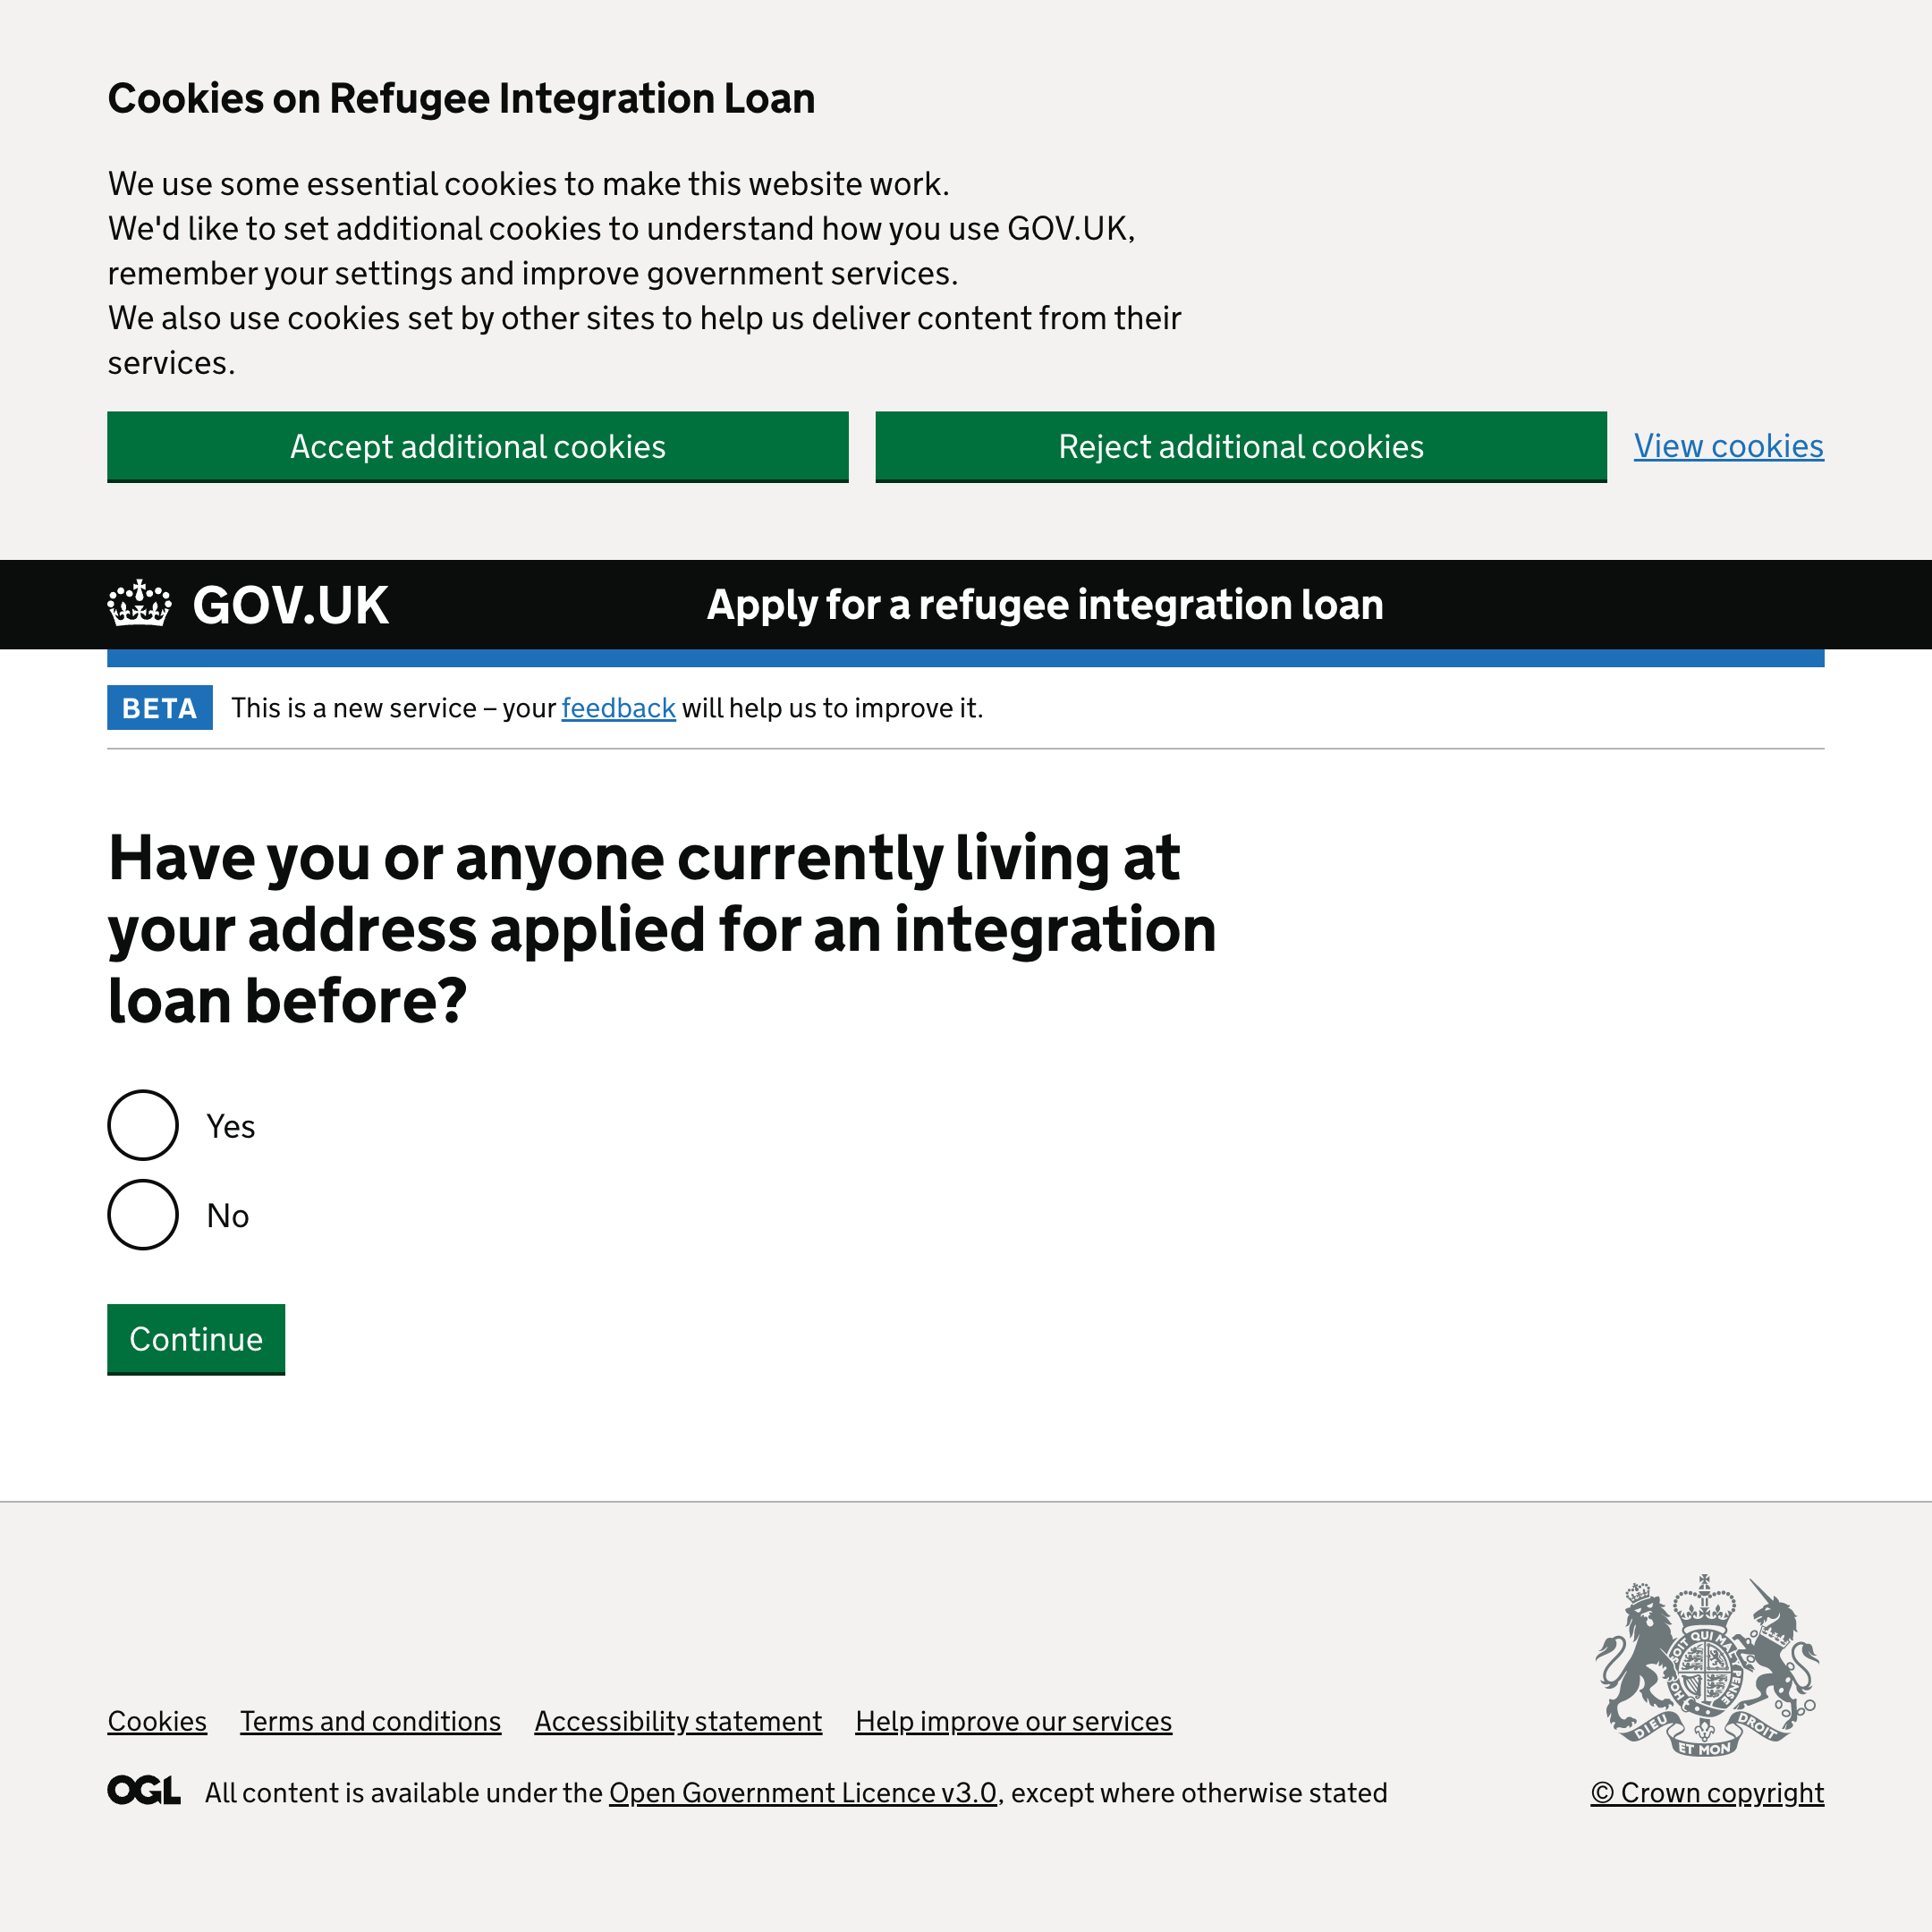 Cookies on Refugee Integration Loan
We use some essential cookies to make this website work.
We'd like to set additional cookies to understand how you use GOV.UK,
remember your settings and improve government services.
We also use cookies set by other sites to help us deliver content from their
services.
Accept additional cookies
Reject additional cookies
View cookies
GOV.UK
Apply for a refugee integration loan
BETA
This is a new service – your feedback will help us to improve it.
Have you or anyone currently living at
your address applied for an integration
loan before?
Yes
No
Continue
Cookies
Terms and conditions
Accessibility statement
Help improve our services
OGL
All content is available under the Open Government Licence v3.0, except where otherwise stated
HONI SOIT QUI MAL Y PENSE
DIEU ET MON DROIT
© Crown copyright